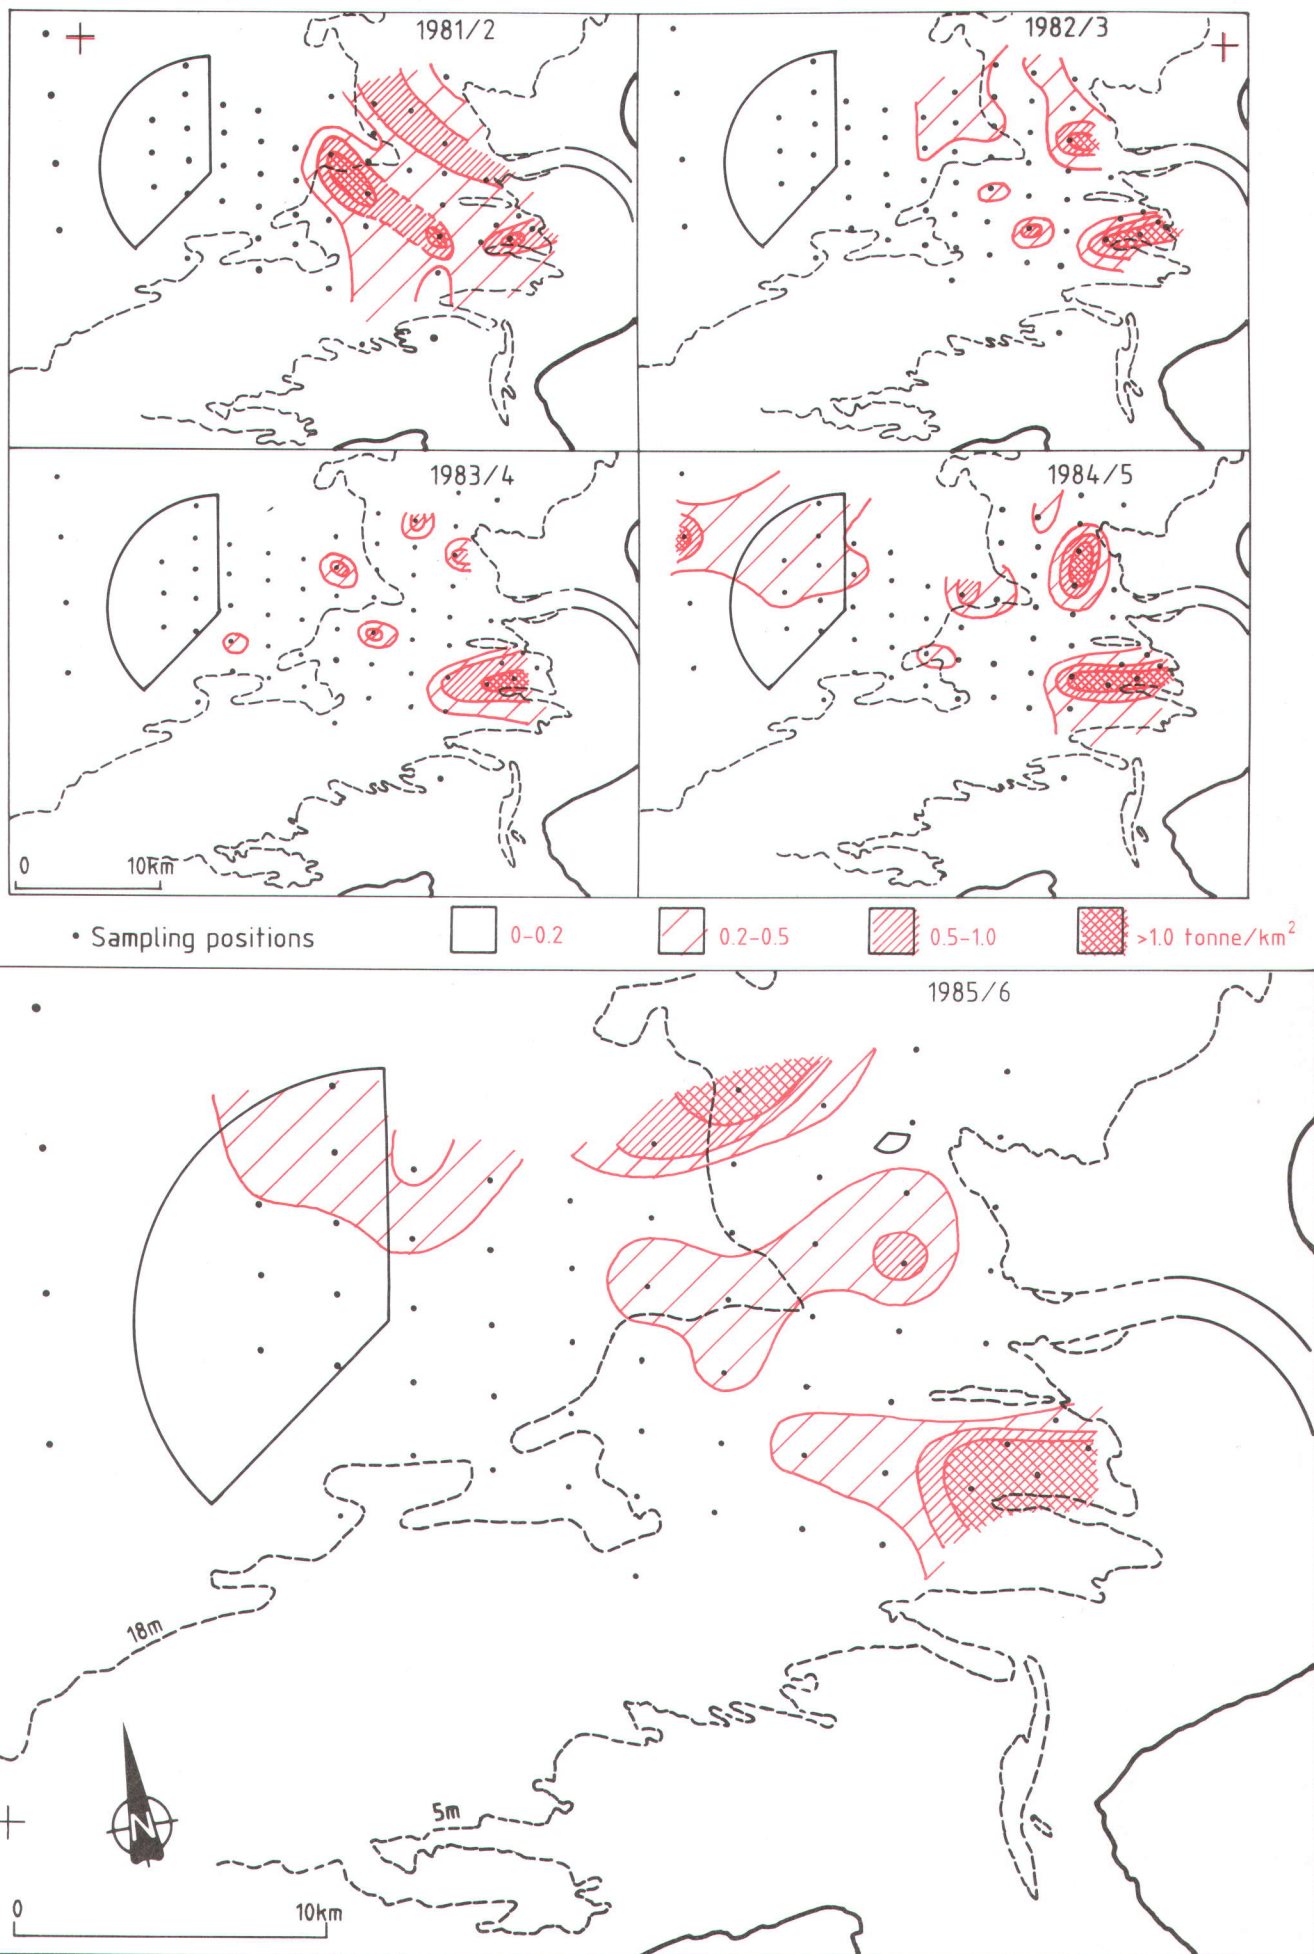 1981/2
1982/3
1983/4
1984/5
0 10km
• Sampling positions 0-0.2 0.2-0.5 0.5-1.0 >1.0 tonne/km²
1985/6
18m
5m
N
0 10km